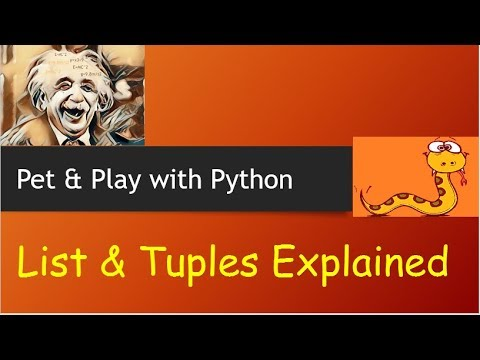 Pet & Play with Python
List & Tuples Explained